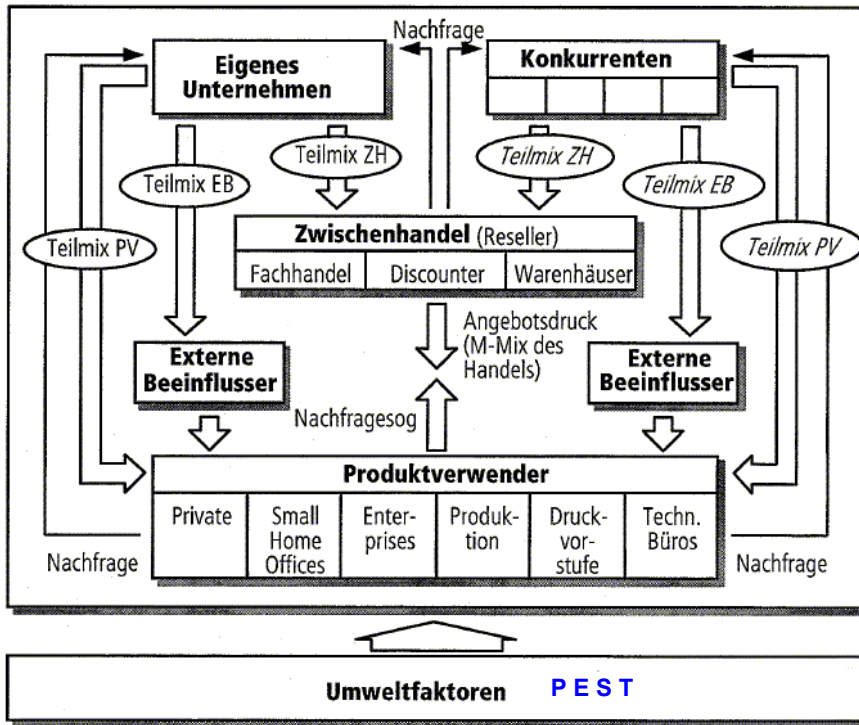 Nachfrage
Eigenes
Unternehmen
Konkurrenten
Teilmix ZH
Teilmix ZH
Teilmix EB
Teilmix EB
Teilmix PV
Teilmix PV
Zwischenhandel (Reseller)
Fachhandel
Discounter
Warenhäuser
Angebotsdruck
(M-Mix des
Handels)
Externe
Beeinflusser
Externe
Beeinflusser
Nachfragesog
Produktverwender
Private
Small
Home
Offices
Enter-
prises
Produk-
tion
Druck-
vor-
stufe
Techn.
Büros
Nachfrage
Nachfrage
Umweltfaktoren P E S T